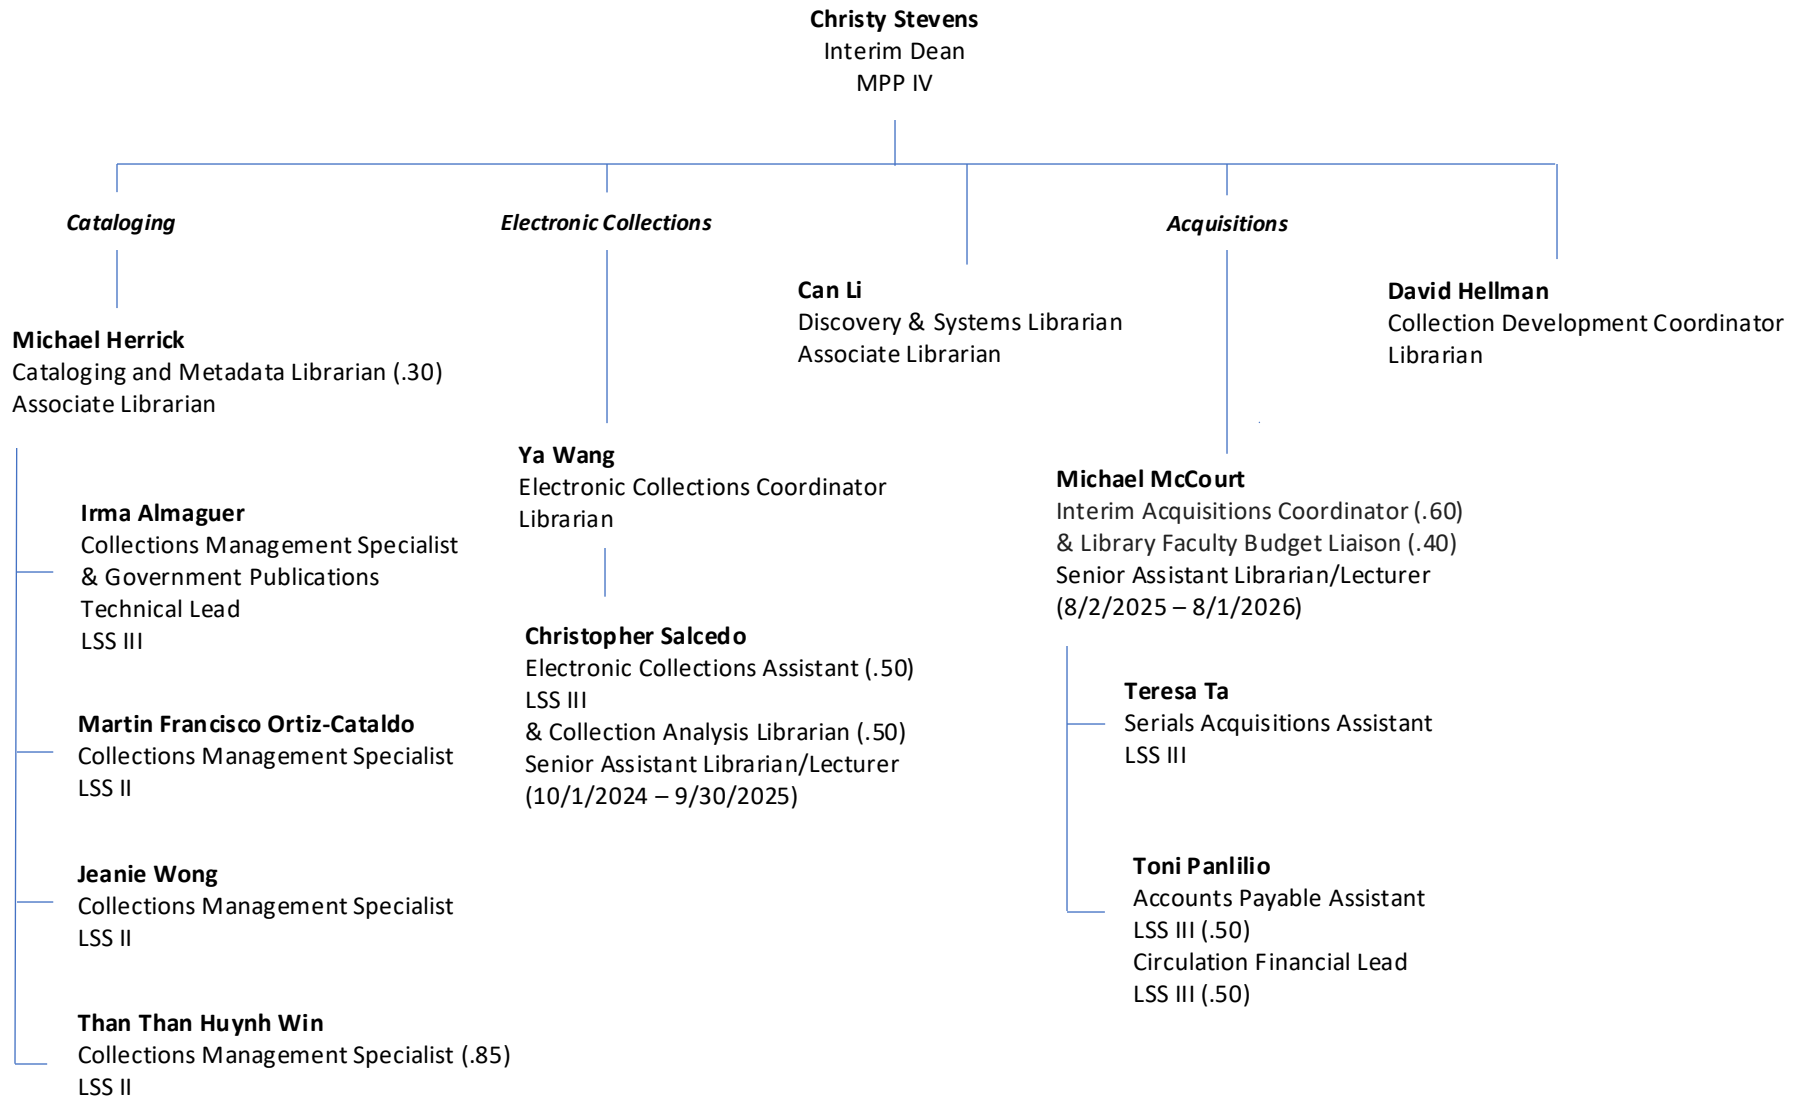 Christy Stevens
Interim Dean
MPP IV
Cataloging
Electronic Collections
Acquisitions
Michael Herrick
Cataloging and Metadata Librarian (.30)
Associate Librarian
Irma Almaguer
Collections Management Specialist
& Government Publications
Technical Lead
LSS III
Martin Francisco Ortiz-Cataldo
Collections Management Specialist
LSS II
Jeanie Wong
Collections Management Specialist
LSS II
Than Than Huynh Win
Collections Management Specialist (.85)
LSS II
Ya Wang
Electronic Collections Coordinator
Librarian
Christopher Salcedo
Electronic Collections Assistant (.50)
LSS III
& Collection Analysis Librarian (.50)
Senior Assistant Librarian/Lecturer
(10/1/2024 – 9/30/2025)
Can Li
Discovery & Systems Librarian
Associate Librarian
Michael McCourt
Interim Acquisitions Coordinator (.60)
& Library Faculty Budget Liaison (.40)
Senior Assistant Librarian/Lecturer
(8/2/2025 – 8/1/2026)
Teresa Ta
Serials Acquisitions Assistant
LSS III
Toni Panlilio
Accounts Payable Assistant
LSS III (.50)
Circulation Financial Lead
LSS III (.50)
David Hellman
Collection Development Coordinator
Librarian